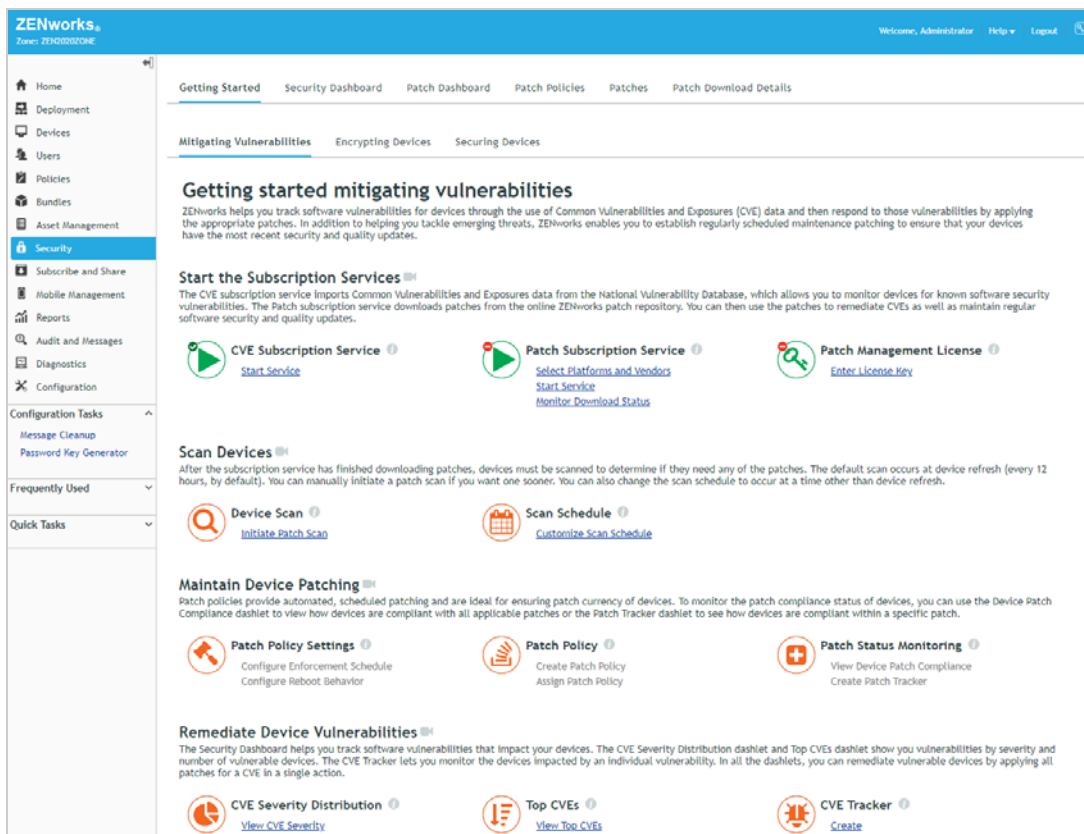 ZENworks®
Zone: ZEN2020ZONE
Welcome, Administrator Help Logout
Home
Deployment
Devices
Users
Policies
Bundles
Asset Management
Security
Subscribe and Share
Mobile Management
Reports
Audit and Messages
Diagnostics
Configuration
Configuration Tasks
Message Cleanup
Password Key Generator
Frequently Used
Quick Tasks
Getting Started Security Dashboard Patch Dashboard Patch Policies Patches Patch Download Details
Mitigating Vulnerabilities Encrypting Devices Securing Devices
Getting started mitigating vulnerabilities
ZENworks helps you track software vulnerabilities for devices through the use of Common Vulnerabilities and Exposures (CVE) data and then respond to those vulnerabilities by applying
the appropriate patches. In addition to helping you tackle emerging threats, ZENworks enables you to establish regularly scheduled maintenance patching to ensure that your devices
have the most recent security and quality updates.
Start the Subscription Services
The CVE subscription service imports Common Vulnerabilities and Exposures data from the National Vulnerability Database, which allows you to monitor devices for known software security
vulnerabilities. The Patch subscription service downloads patches from the online ZENworks patch repository. You can then use the patches to remediate CVEs as well as maintain regular
software security and quality updates.
CVE Subscription Service
Start Service
Patch Subscription Service
Select Platforms and Vendors
Start Service
Monitor Download Status
Patch Management License
Enter License Key
Scan Devices
After the subscription service has finished downloading patches, devices must be scanned to determine if they need any of the patches. The default scan occurs at device refresh (every 12
hours, by default). You can manually initiate a patch scan if you want one sooner. You can also change the scan schedule to occur at a time other than device refresh.
Device Scan
Initiate Patch Scan
Scan Schedule
Customize Scan Schedule
Maintain Device Patching
Patch policies provide automated, scheduled patching and are ideal for ensuring patch currency of devices. To monitor the patch compliance status of devices, you can use the Device Patch
Compliance dashlet to view how devices are compliant with all applicable patches or the Patch Tracker dashlet to see how devices are compliant within a specific patch.
Patch Policy Settings
Configure Enforcement Schedule
Configure Reboot Behavior
Patch Policy
Create Patch Policy
Assign Patch Policy
Patch Status Monitoring
View Device Patch Compliance
Create Patch Tracker
Remediate Device Vulnerabilities
The Security Dashboard helps you track software vulnerabilities that impact your devices. The CVE Severity Distribution dashlet and Top CVEs dashlet show you vulnerabilities by severity and
number of vulnerable devices. The CVE Tracker lets you monitor the devices impacted by an individual vulnerability. In all the dashlets, you can remediate vulnerable devices by applying all
patches for a CVE in a single action.
CVE Severity Distribution
View CVE Severity
Top CVEs
View Top CVEs
CVE Tracker
Create